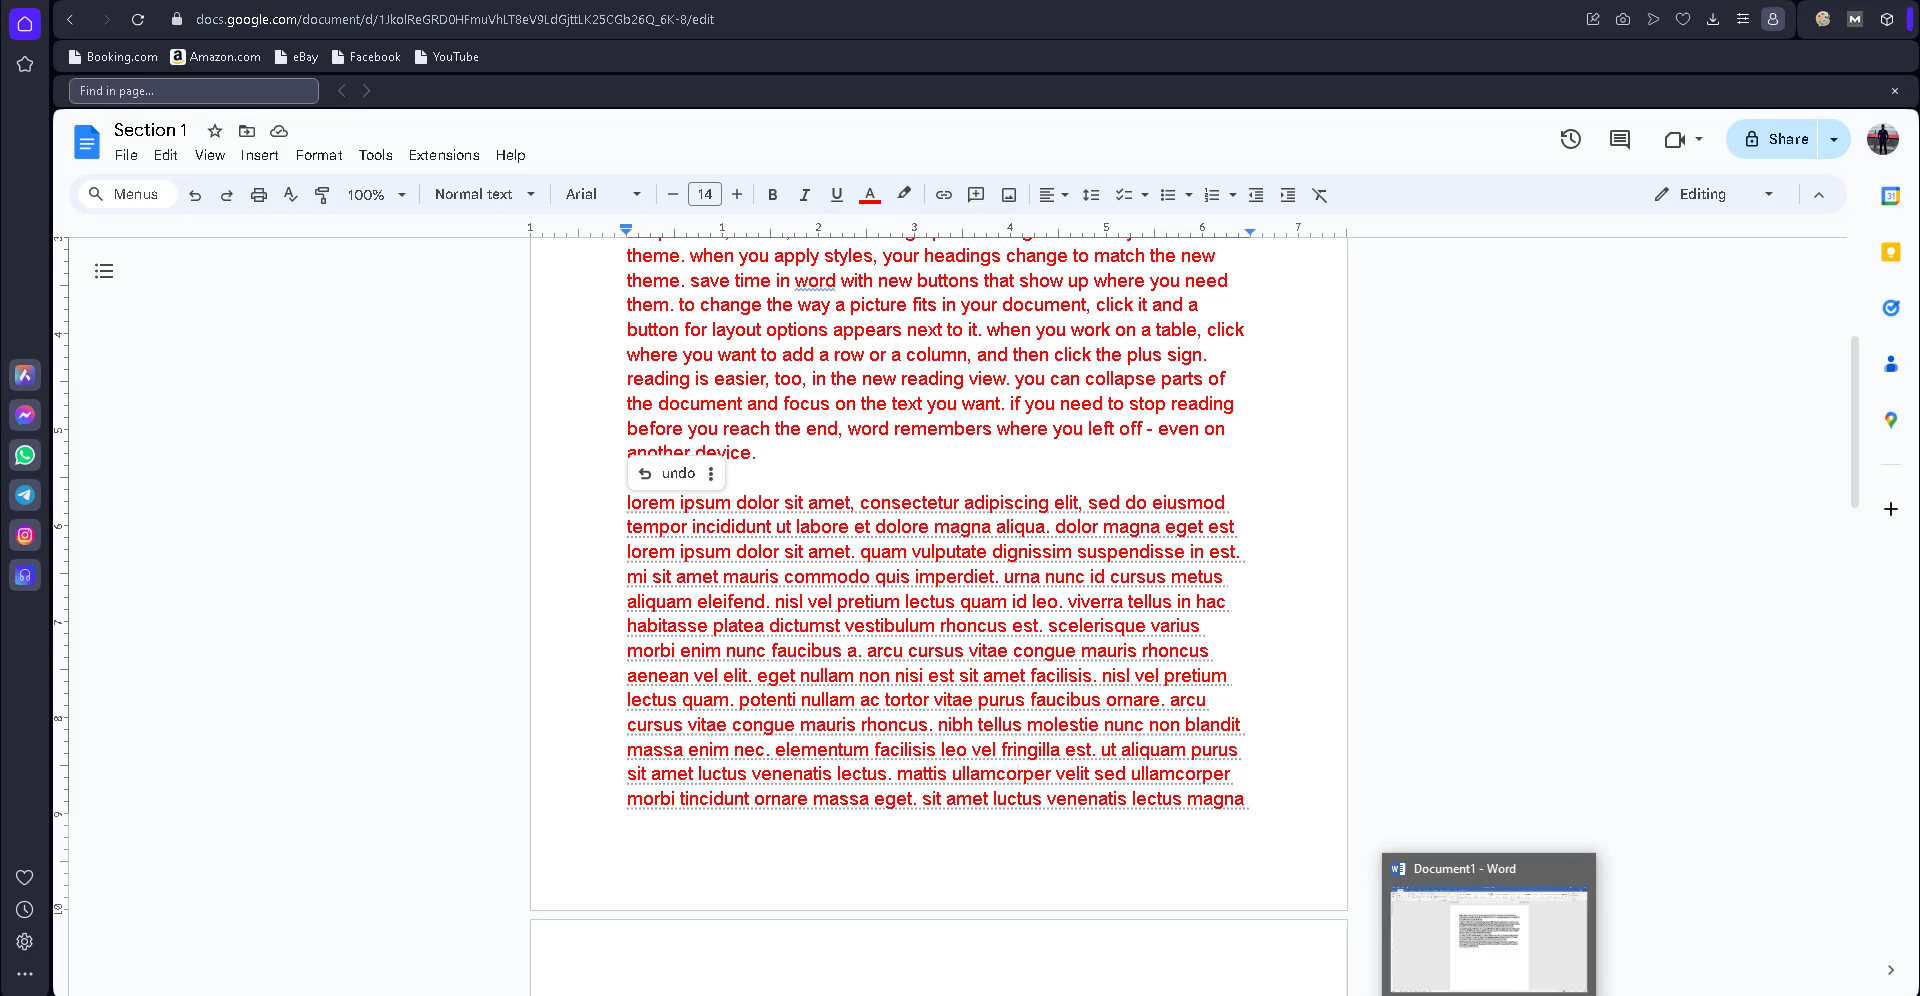 docs.google.com/document/d/1JkolReGRD0HFmuVhLT8eV9LdGjttLK25CGb26Q_6K-8/edit
Booking.com
Amazon.com
eBay
Facebook
YouTube
Find in page...
Section 1
File Edit View Insert Format Tools Extensions Help
Share
Menus
100%
Normal text
Arial
14
Editing
1 1 2 3 4 5 6 7
theme. when you apply styles, your headings change to match the new
theme. save time in word with new buttons that show up where you need
them. to change the way a picture fits in your document, click it and a
button for layout options appears next to it. when you work on a table, click
where you want to add a row or a column, and then click the plus sign.
reading is easier, too, in the new reading view. you can collapse parts of
the document and focus on the text you want. if you need to stop reading
before you reach the end, word remembers where you left off - even on
another device.
undo
lorem ipsum dolor sit amet, consectetur adipiscing elit, sed do eiusmod
tempor incididunt ut labore et dolore magna aliqua. dolor magna eget est
lorem ipsum dolor sit amet. quam vulputate dignissim suspendisse in est.
mi sit amet mauris commodo quis imperdiet. urna nunc id cursus metus
aliquam eleifend. nisl vel pretium lectus quam id leo. viverra tellus in hac
habitasse platea dictumst vestibulum rhoncus est. scelerisque varius
morbi enim nunc faucibus a. arcu cursus vitae congue mauris rhoncus
aenean vel elit. eget nullam non nisi est sit amet facilisis. nisl vel pretium
lectus quam. potenti nullam ac tortor vitae purus faucibus ornare. arcu
cursus vitae congue mauris rhoncus. nibh tellus molestie nunc non blandit
massa enim nec. elementum facilisis leo vel fringilla est. ut aliquam purus
sit amet luctus venenatis lectus. mattis ullamcorper velit sed ullamcorper
morbi tincidunt ornare massa eget. sit amet luctus venenatis lectus magna
Document1 - Word